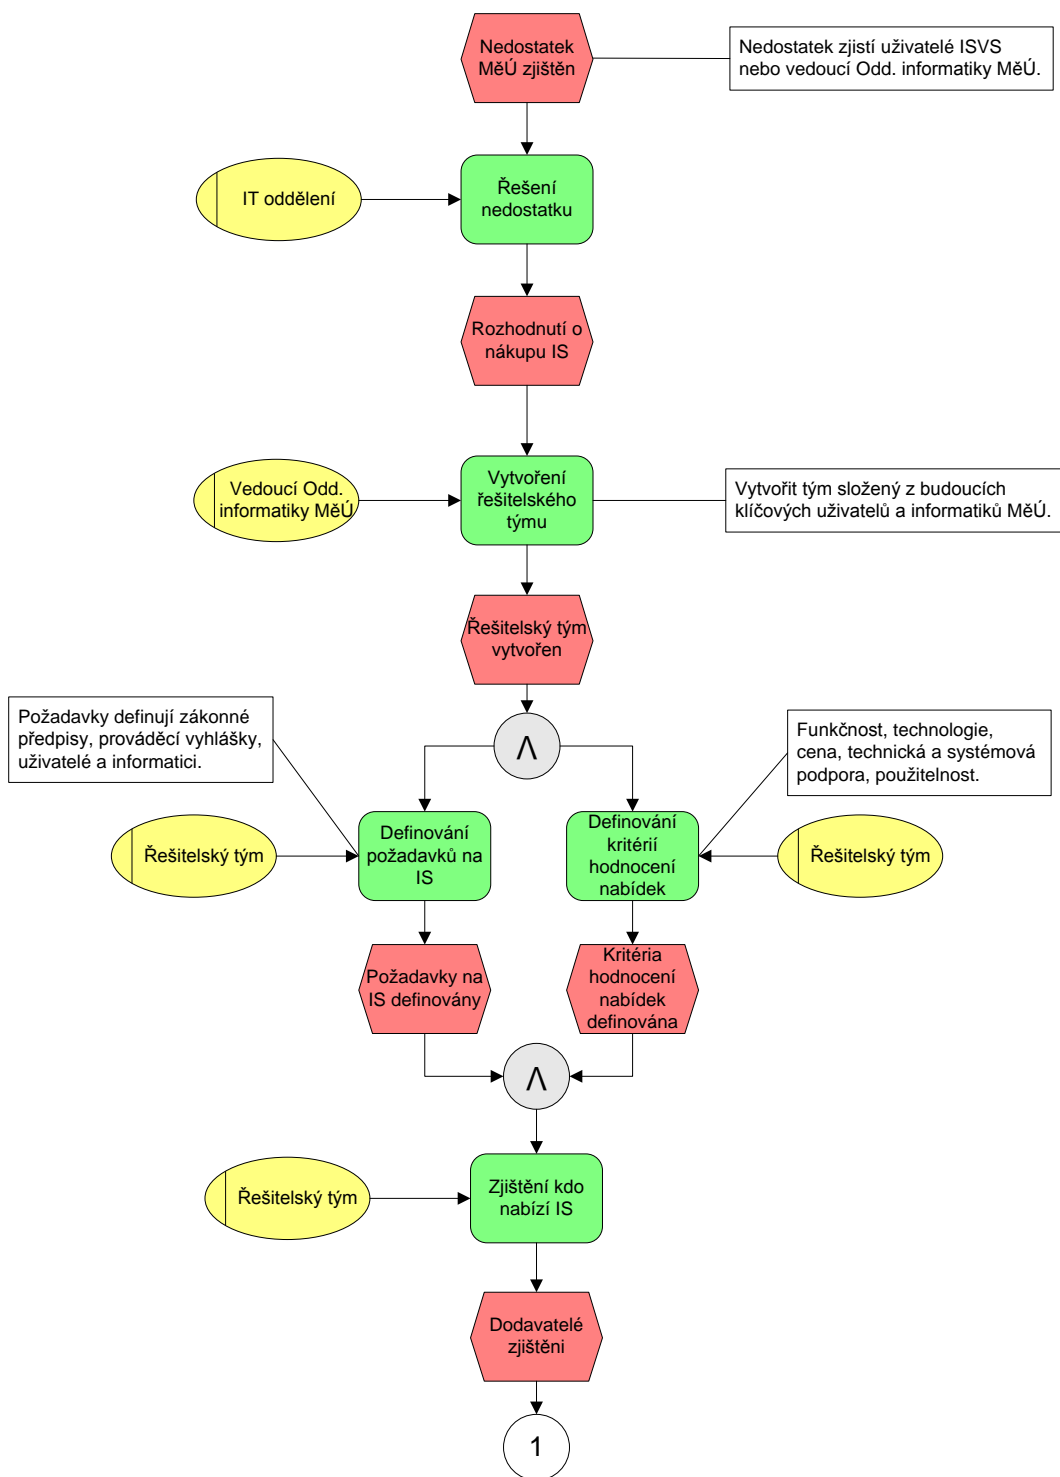 Nedostatek
MěÚ zjištěn
Nedostatek zjistí uživatelé ISVS
nebo vedoucí Odd. informatiky MěÚ.
IT oddělení
Řešení
nedostatku
Rozhodnutí o
nákupu IS
Vedoucí Odd.
informatiky MěÚ
Vytvoření
řešitelského
týmu
Vytvořit tým složený z budoucích
klíčových uživatelů a informatiků MěÚ.
Řešitelský tým
vytvořen
Požadavky definují zákonné
předpisy, prováděcí vyhlášky,
uživatelé a informatici.
Λ
Funkčnost, technologie,
cena, technická a systémová
podpora, použitelnost.
Řešitelský tým
Definování
požadavků na
IS
Definování
kritérií
hodnocení
nabídek
Řešitelský tým
Požadavky na
IS definovány
Kritéria
hodnocení
nabídek
definována
Λ
Řešitelský tým
Zjištění kdo
nabízí IS
Dodavatelé
zjištěni
1